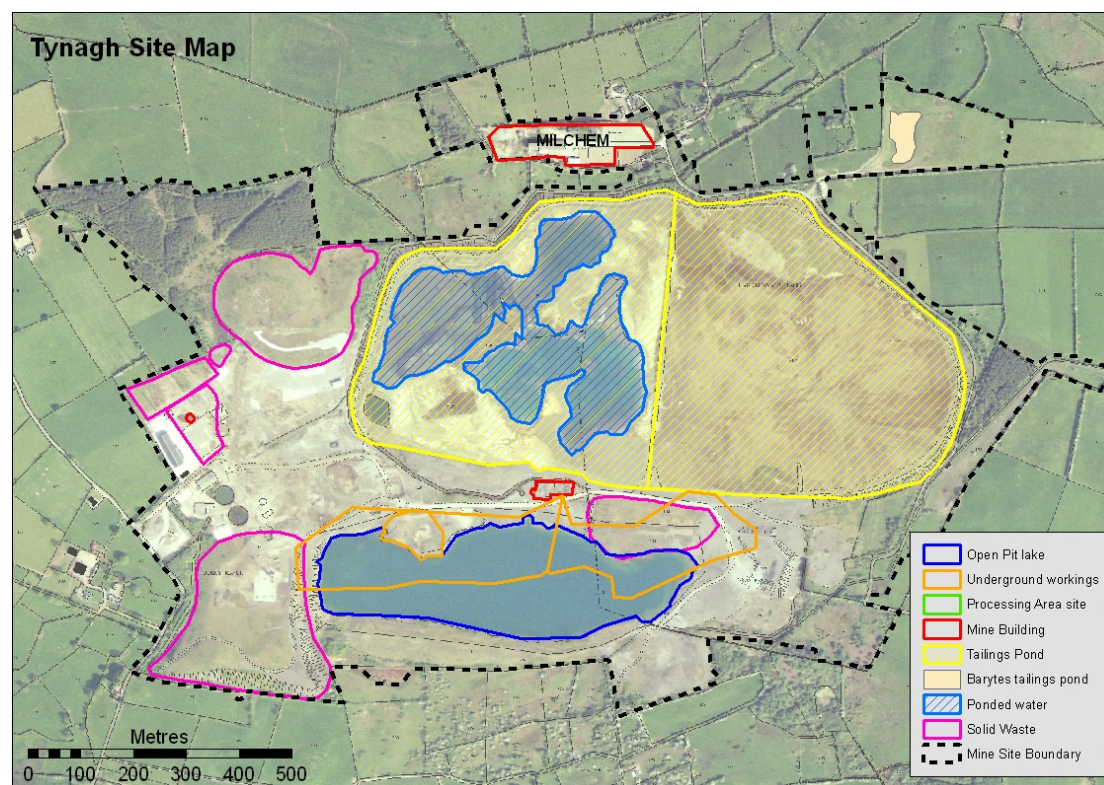 Tynagh Site Map
MILCHEM
Open Pit lake
Underground workings
Processing Area site
Mine Building
Tailings Pond
Barytes tailings pond
Ponded water
Solid Waste
Mine Site Boundary
Metres
0 100 200 300 400 500